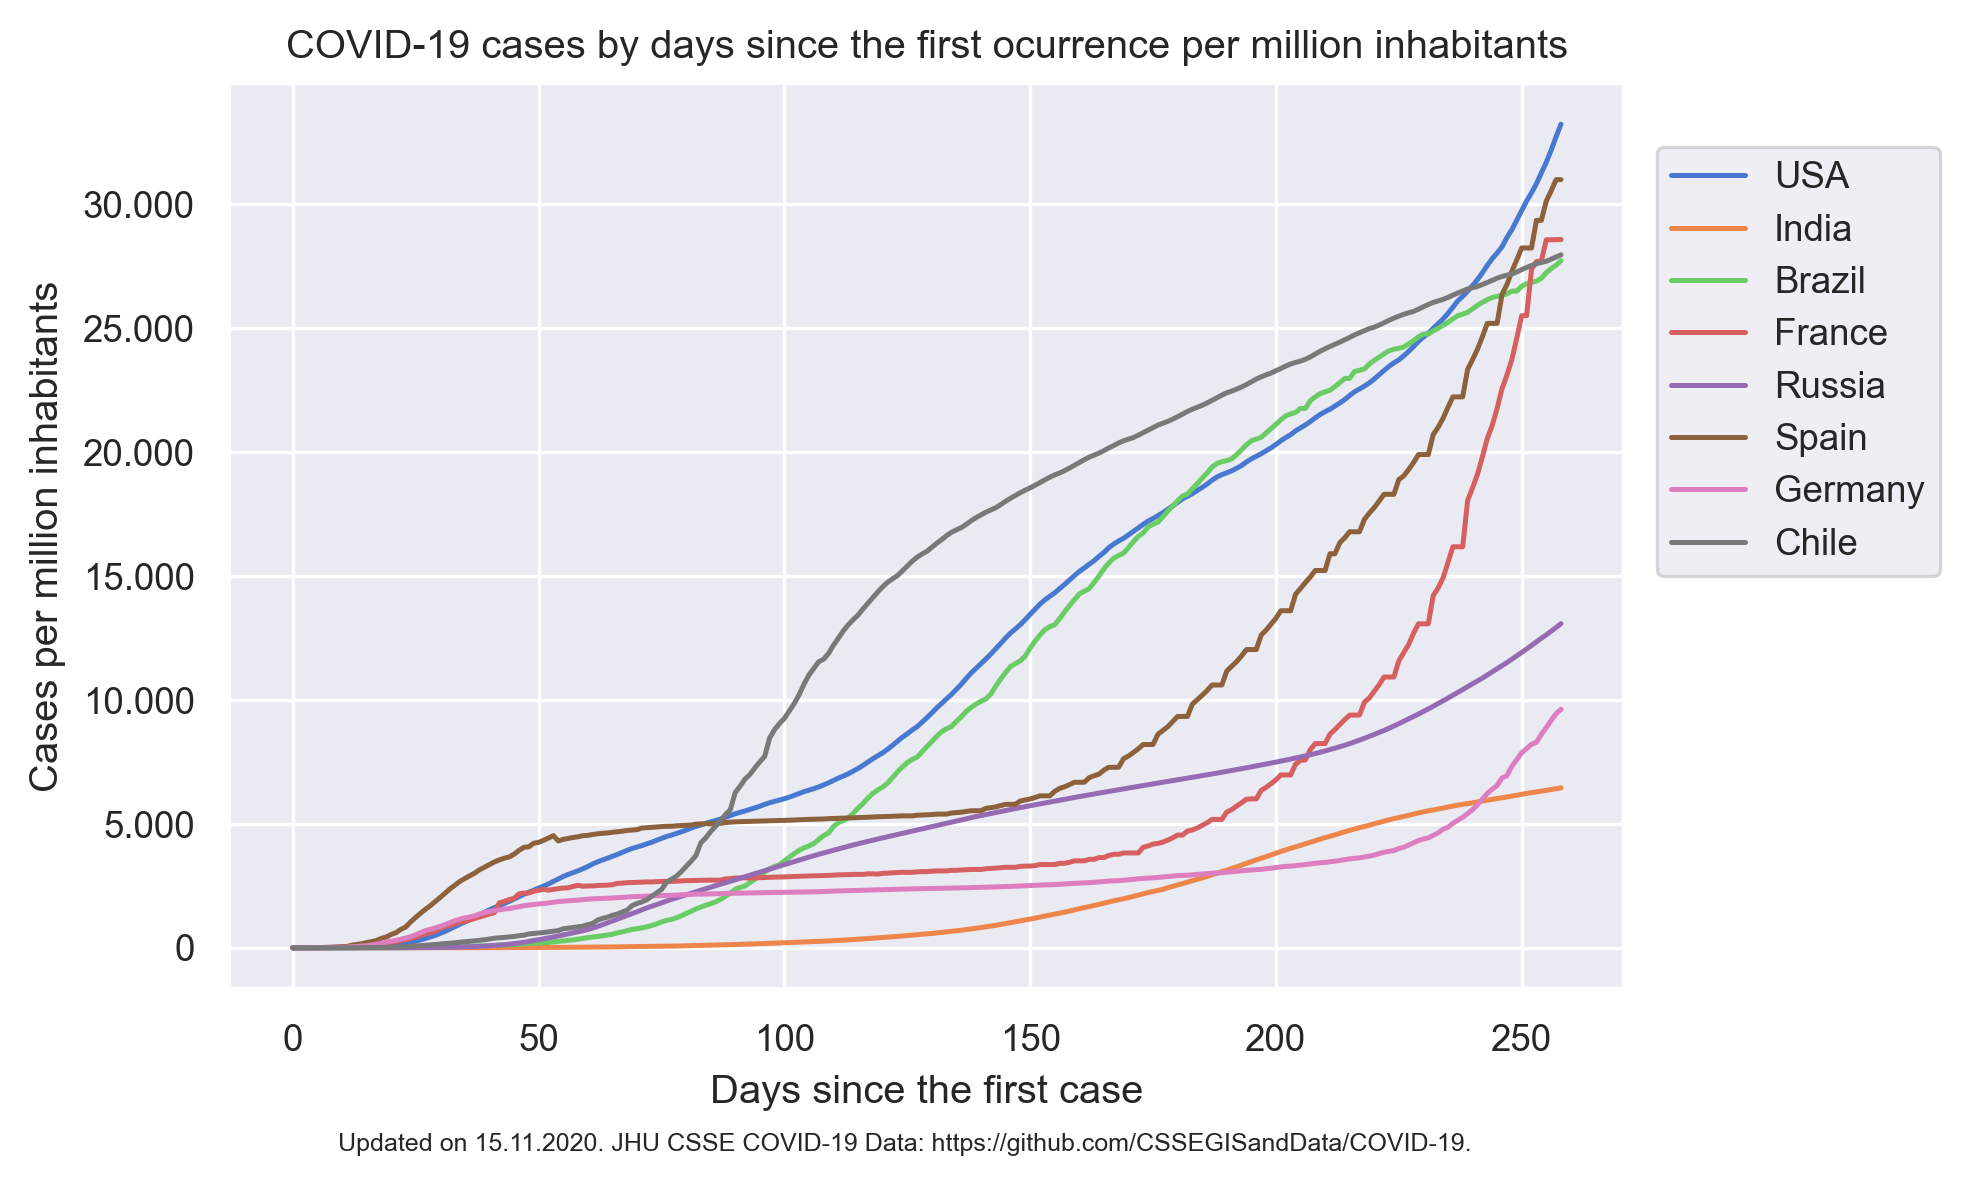 COVID-19 cases by days since the first ocurrence per million inhabitants
Cases per million inhabitants
30.000
25.000
20.000
15.000
10.000
5.000
0
0 50 100 150 200 250
Days since the first case
USA
India
Brazil
France
Russia
Spain
Germany
Chile
Updated on 15.11.2020. JHU CSSE COVID-19 Data: https://github.com/CSSEGISandData/COVID-19.